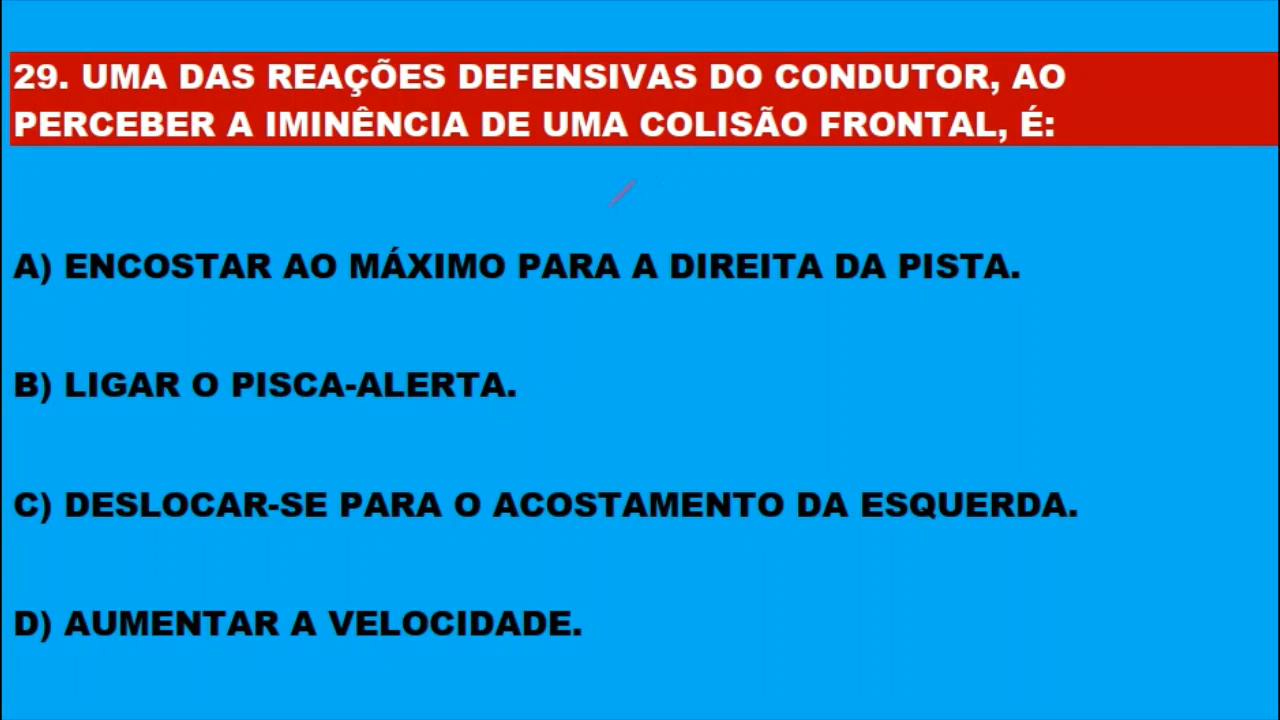 29. UMA DAS REAÇÕES DEFENSIVAS DO CONDUTOR, AO
PERCEBER A IMINÊNCIA DE UMA COLISÃO FRONTAL, É:
A) ENCOSTAR AO MÁXIMO PARA A DIREITA DA PISTA.
B) LIGAR O PISCA-ALERTA.
C) DESLOCAR-SE PARA O ACOSTAMENTO DA ESQUERDA.
D) AUMENTAR A VELOCIDADE.